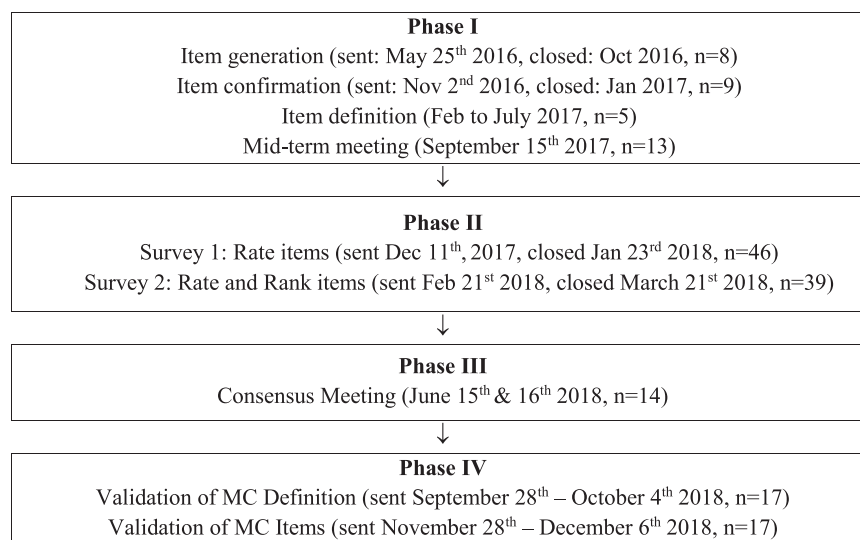 Phase I
Item generation (sent: May 25th 2016, closed: Oct 2016, n=8)
Item confirmation (sent: Nov 2nd 2016, closed: Jan 2017, n=9)
Item definition (Feb to July 2017, n=5)
Mid-term meeting (September 15th 2017, n=13)
↓
Phase II
Survey 1: Rate items (sent Dec 11th, 2017, closed Jan 23rd 2018, n=46)
Survey 2: Rate and Rank items (sent Feb 21st 2018, closed March 21st 2018, n=39)
↓
Phase III
Consensus Meeting (June 15th & 16th 2018, n=14)
↓
Phase IV
Validation of MC Definition (sent September 28th – October 4th 2018, n=17)
Validation of MC Items (sent November 28th – December 6th 2018, n=17)